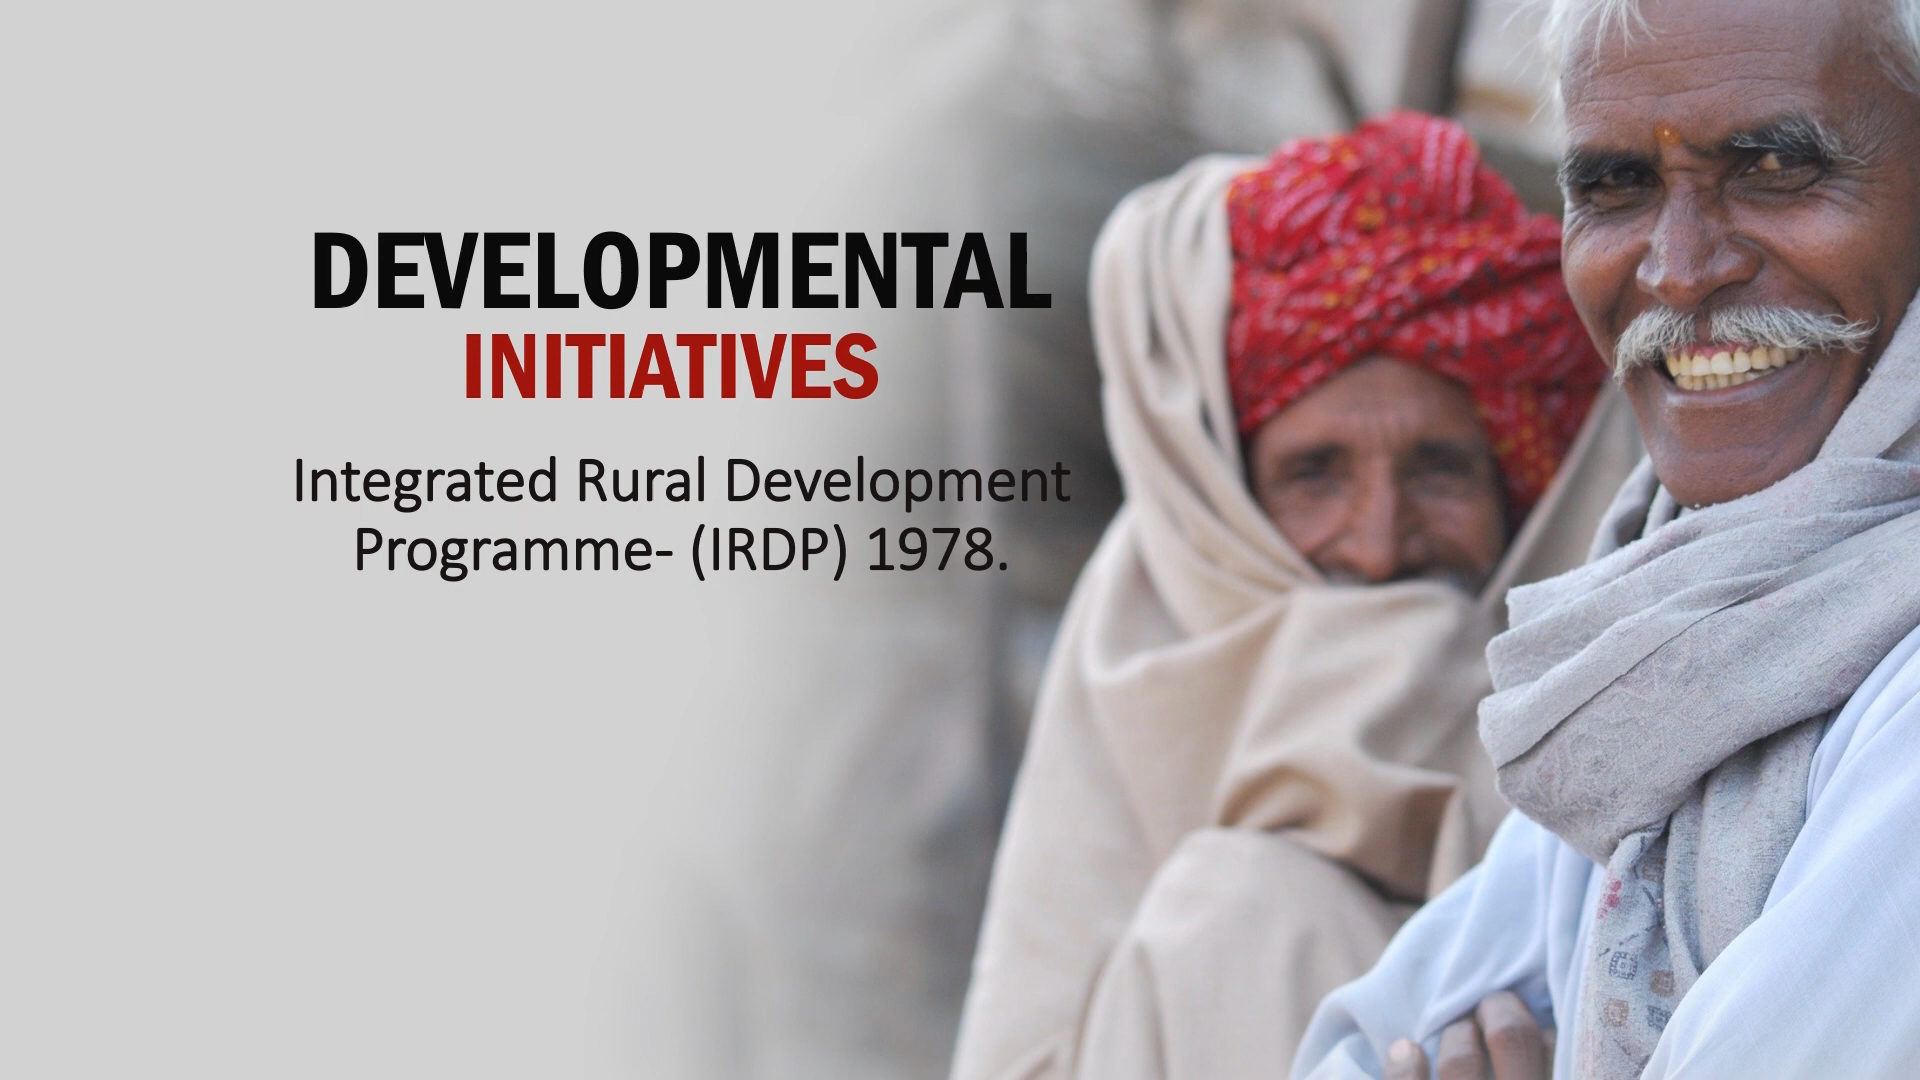 DEVELOPMENTAL
INITIATIVES
Integrated Rural Development
Programme- (IRDP) 1978.